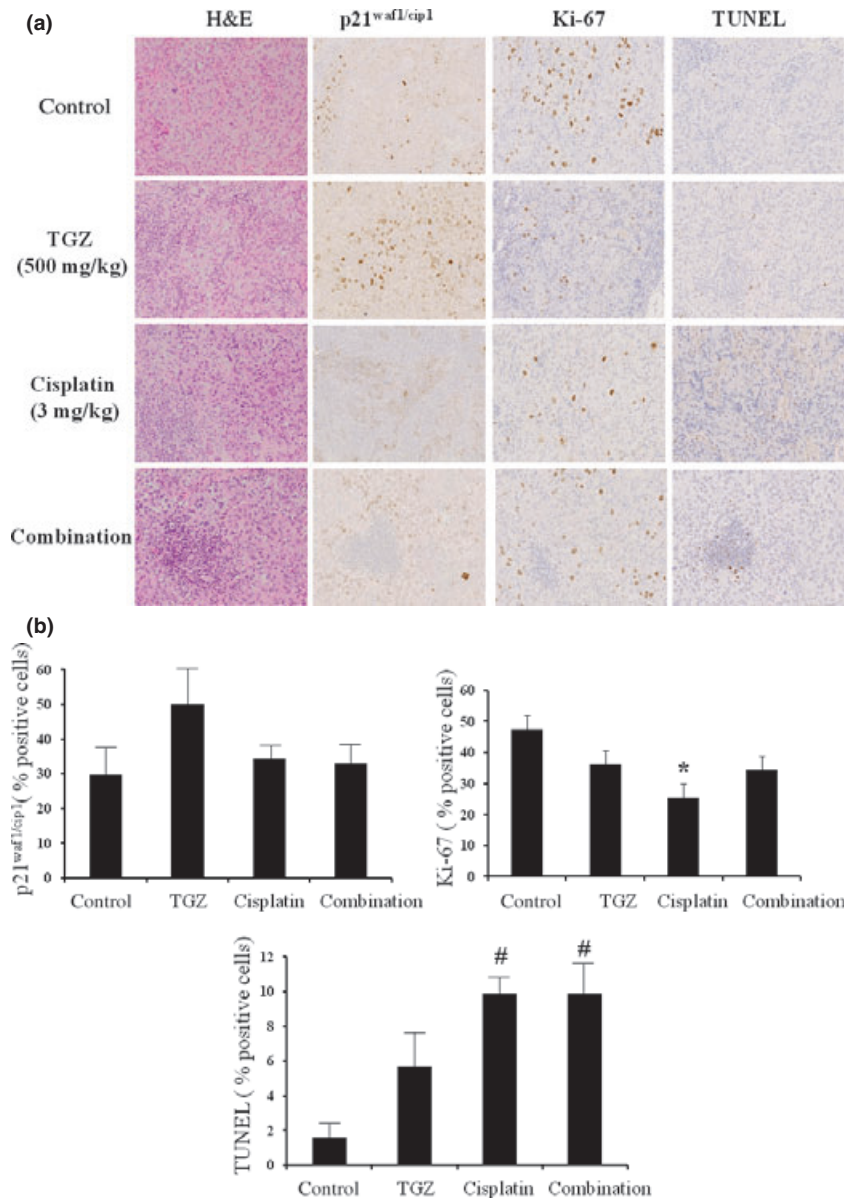 (a)
H&E p21waf1/cip1 Ki-67 TUNEL
Control
TGZ
(500 mg/kg)
Cisplatin
(3 mg/kg)
Combination
(b)
p21waf1/cip1( % positive cells)
60
50
40
30
20
10
0
Control TGZ Cisplatin Combination
Ki-67 ( % positive cells)
60
50
40
30
20
10
0
*
Control TGZ Cisplatin Combination
TUNEL ( % positive cells)
12
10
8
6
4
2
0
# #
Control TGZ Cisplatin Combination